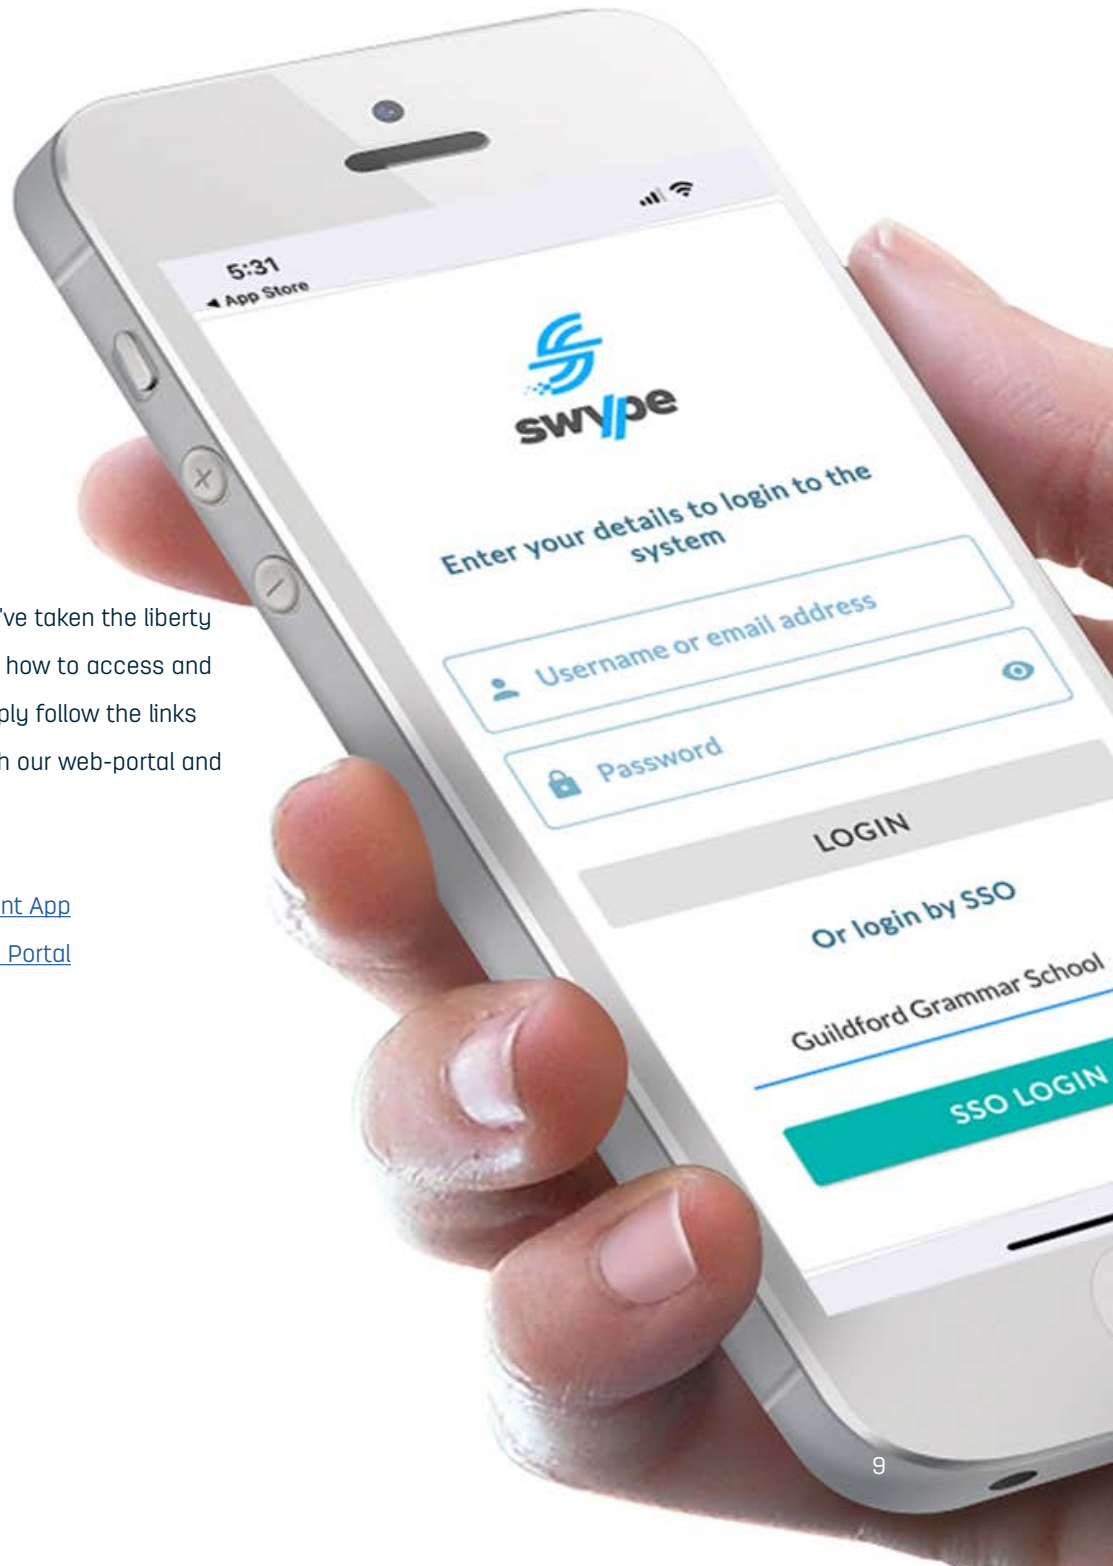 5:31
App Store
swype
Enter your details to login to the
system
Username or email address
Password
LOGIN
Or login by SSO
Guildford Grammar School
SSO LOGIN
've taken the liberty
how to access and
ply follow the links
h our web-portal and
nt App
Portal
9